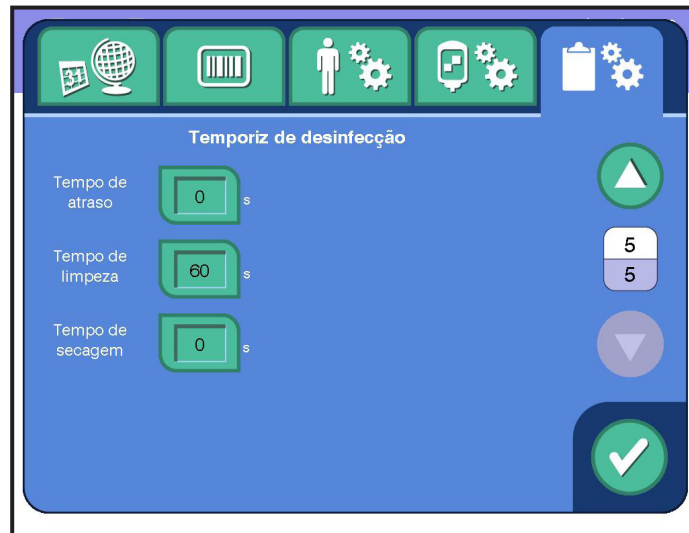 31
Temporiz de desinfecção
Tempo de
atraso
0
s
Tempo de
limpeza
60
s
Tempo de
secagem
0
s
5
5